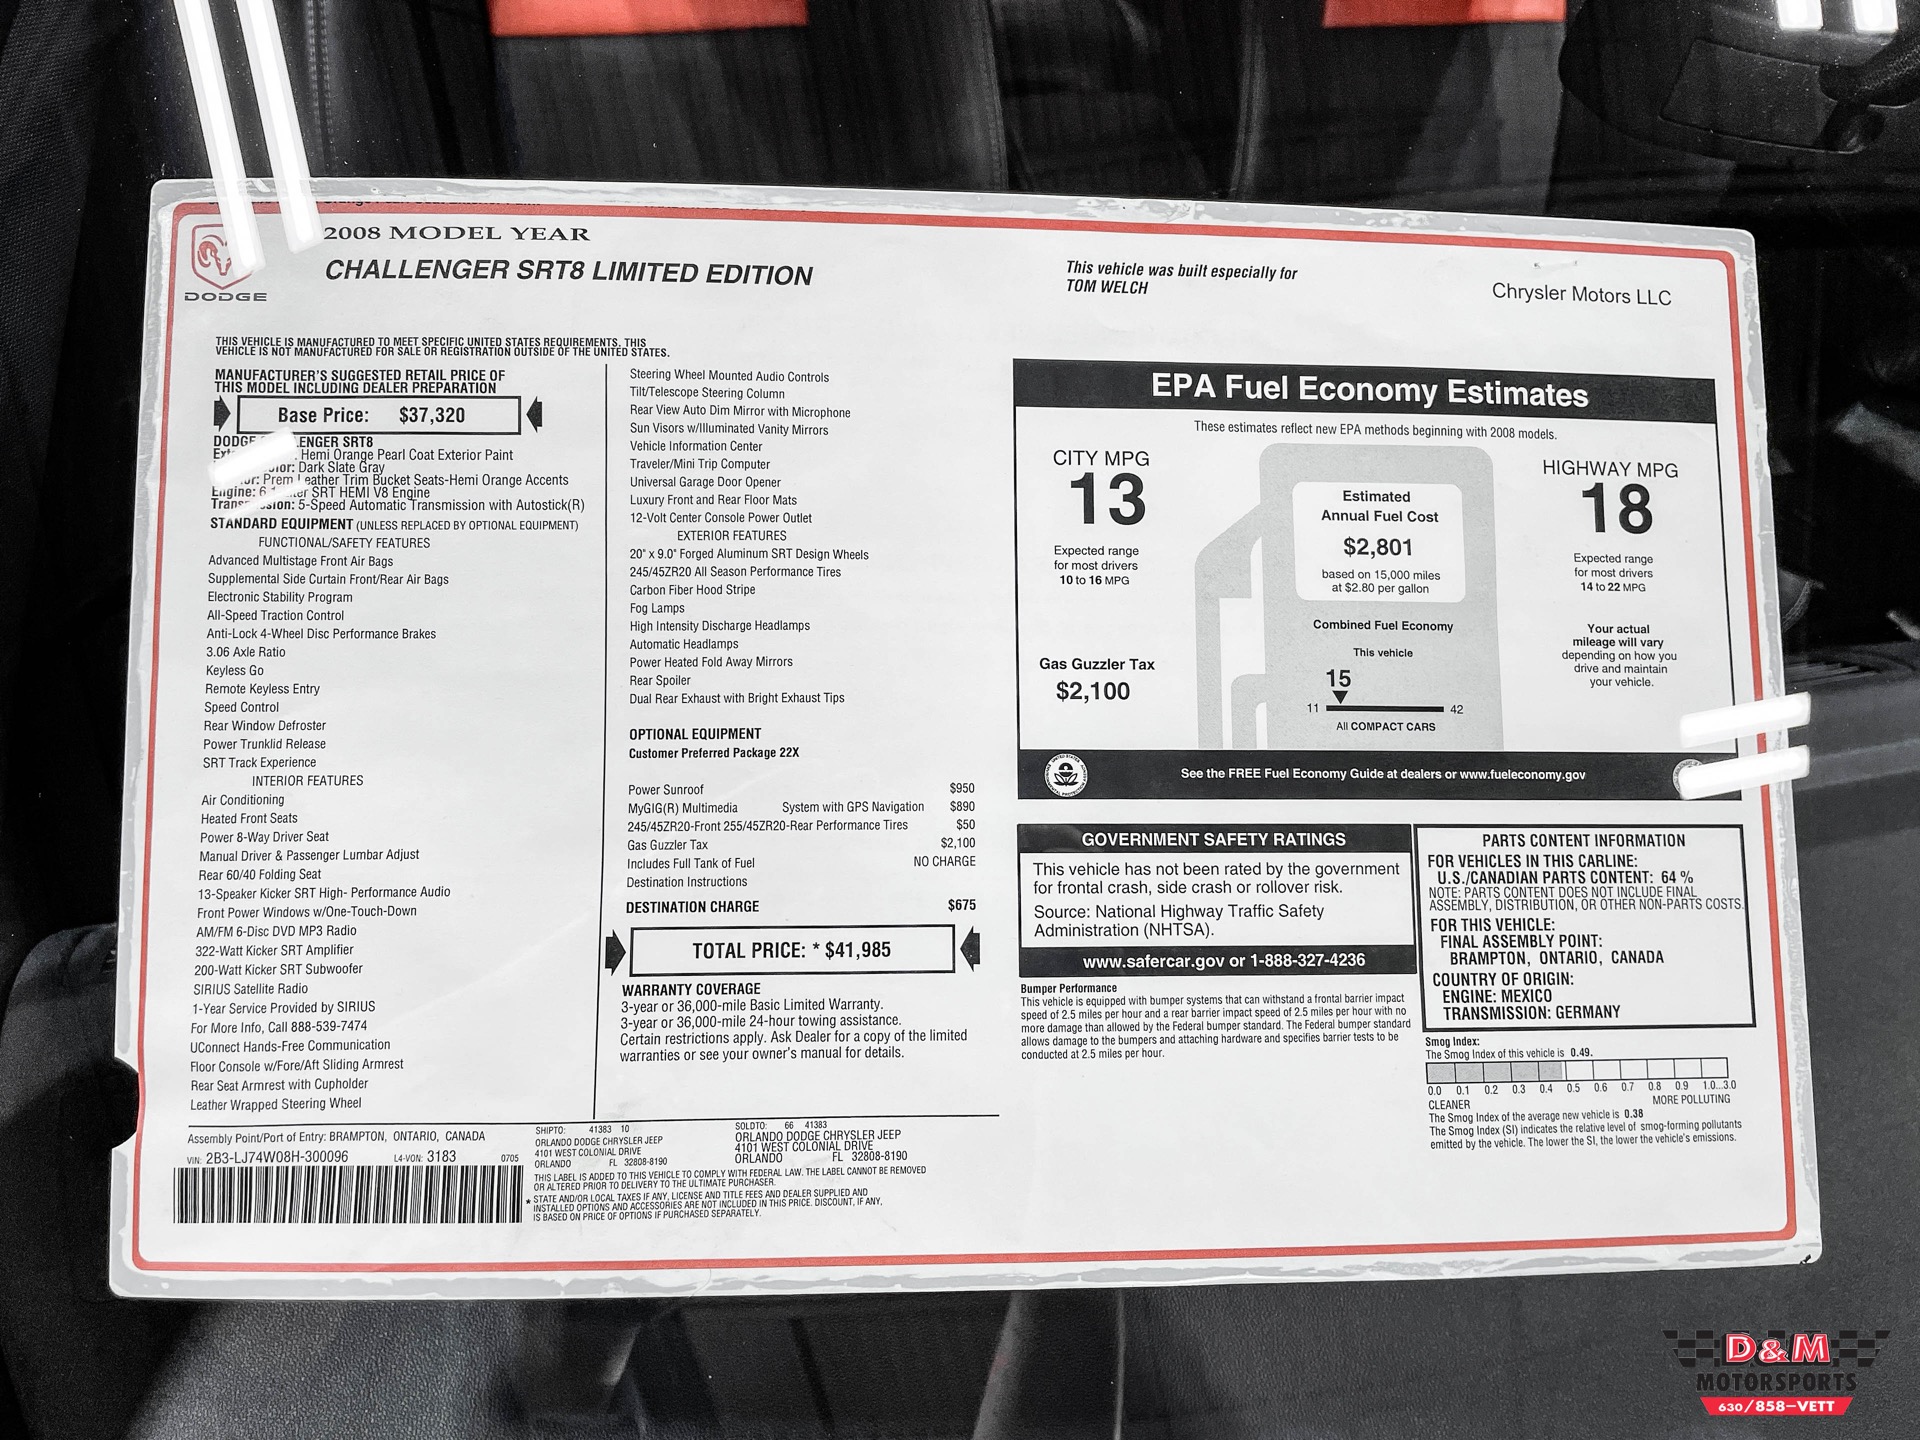 2008 MODEL YEAR
CHALLENGER SRT8 LIMITED EDITION
DODGE
This vehicle was built especially for
TOM WELCH
Chrysler Motors LLC
THIS VEHICLE IS MANUFACTURED TO MEET SPECIFIC UNITED STATES REQUIREMENTS. THIS
VEHICLE IS NOT MANUFACTURED FOR SALE OR REGISTRATION OUTSIDE OF THE UNITED STATES.
MANUFACTURER'S SUGGESTED RETAIL PRICE OF
THIS MODEL INCLUDING DEALER PREPARATION
Base Price: $37,320
DODGE LENGER SRT8
Hemi Orange Pearl Coat Exterior Paint
Dark Slate Gray
Prem Leather Trim Bucket Seats-Hemi Orange Accents
Engine: SRT HEMI V8 Engine
5-Speed Automatic Transmission with Autostick(R)
STANDARD EQUIPMENT (UNLESS REPLACED BY OPTIONAL EQUIPMENT)
FUNCTIONAL/SAFETY FEATURES
Advanced Multistage Front Air Bags
Supplemental Side Curtain Front/Rear Air Bags
Electronic Stability Program
All-Speed Traction Control
Anti-Lock 4-Wheel Disc Performance Brakes
3.06 Axle Ratio
Keyless Go
Remote Keyless Entry
Speed Control
Rear Window Defroster
Power Trunklid Release
SRT Track Experience
INTERIOR FEATURES
Air Conditioning
Heated Front Seats
Power 8-Way Driver Seat
Manual Driver & Passenger Lumbar Adjust
Rear 60/40 Folding Seat
13-Speaker Kicker SRT High- Performance Audio
Front Power Windows w/One-Touch-Down
AM/FM 6-Disc DVD MP3 Radio
322-Watt Kicker SRT Amplifier
200-Watt Kicker SRT Subwoofer
SIRIUS Satellite Radio
1-Year Service Provided by SIRIUS
For More Info, Call 888-539-7474
UConnect Hands-Free Communication
Floor Console w/Fore/Aft Sliding Armrest
Rear Seat Armrest with Cupholder
Leather Wrapped Steering Wheel
Steering Wheel Mounted Audio Controls
Tilt/Telescope Steering Column
Rear View Auto Dim Mirror with Microphone
Sun Visors w/Illuminated Vanity Mirrors
Vehicle Information Center
Traveler/Mini Trip Computer
Universal Garage Door Opener
Luxury Front and Rear Floor Mats
12-Volt Center Console Power Outlet
EXTERIOR FEATURES
20" x 9.0" Forged Aluminum SRT Design Wheels
245/45ZR20 All Season Performance Tires
Carbon Fiber Hood Stripe
Fog Lamps
High Intensity Discharge Headlamps
Automatic Headlamps
Power Heated Fold Away Mirrors
Rear Spoiler
Dual Rear Exhaust with Bright Exhaust Tips
OPTIONAL EQUIPMENT
Customer Preferred Package 22X
Power Sunroof $950
MyGIG(R) Multimedia System with GPS Navigation $890
245/45ZR20-Front 255/45ZR20-Rear Performance Tires $50
Gas Guzzler Tax $2,100
Includes Full Tank of Fuel NO CHARGE
Destination Instructions
DESTINATION CHARGE $675
TOTAL PRICE: * $41,985
WARRANTY COVERAGE
3-year or 36,000-mile Basic Limited Warranty.
3-year or 36,000-mile 24-hour towing assistance.
Certain restrictions apply. Ask Dealer for a copy of the limited
warranties or see your owner's manual for details.
EPA Fuel Economy Estimates
These estimates reflect new EPA methods beginning with 2008 models.
CITY MPG
13
Expected range
for most drivers
10 to 16 MPG
Gas Guzzler Tax
$2,100
Estimated
Annual Fuel Cost
$2,801
based on 15,000 miles
at $2.80 per gallon
Combined Fuel Economy
This vehicle
15
11 42
All COMPACT CARS
HIGHWAY MPG
18
Expected range
for most drivers
14 to 22 MPG
Your actual
mileage will vary
depending on how you
drive and maintain
your vehicle.
See the FREE Fuel Economy Guide at dealers or www.fueleconomy.gov
GOVERNMENT SAFETY RATINGS
This vehicle has not been rated by the government
for frontal crash, side crash or rollover risk.
Source: National Highway Traffic Safety
Administration (NHTSA).
www.safercar.gov or 1-888-327-4236
Bumper Performance
This vehicle is equipped with bumper systems that can withstand a frontal barrier impact
speed of 2.5 miles per hour and a rear barrier impact speed of 2.5 miles per hour with no
more damage than allowed by the Federal bumper standard. The Federal bumper standard
allows damage to the bumpers and attaching hardware and specifies barrier tests to be
conducted at 2.5 miles per hour.
PARTS CONTENT INFORMATION
FOR VEHICLES IN THIS CARLINE:
U.S./CANADIAN PARTS CONTENT: 64 %
NOTE: PARTS CONTENT DOES NOT INCLUDE FINAL
ASSEMBLY, DISTRIBUTION, OR OTHER NON-PARTS COSTS.
FOR THIS VEHICLE:
FINAL ASSEMBLY POINT:
BRAMPTON, ONTARIO, CANADA
COUNTRY OF ORIGIN:
ENGINE: MEXICO
TRANSMISSION: GERMANY
Smog Index:
The Smog Index of this vehicle is 0.49.
0.0 0.1 0.2 0.3 0.4 0.5 0.6 0.7 0.8 0.9 1.0...3.0
CLEANER MORE POLLUTING
The Smog Index of the average new vehicle is 0.38
The Smog Index (SI) indicates the relative level of smog-forming pollutants
emitted by the vehicle. The lower the SI, the lower the vehicle's emissions.
Assembly Point/Port of Entry: BRAMPTON, ONTARIO, CANADA
VIN: 2B3-LJ74W08H-300096 L4-VON: 3183 0705
SHIPTO: 41383 10
ORLANDO DODGE CHRYSLER JEEP
4101 WEST COLONIAL DRIVE
ORLANDO FL 32808-8190
SOLDTO: 66 41383
ORLANDO DODGE CHRYSLER JEEP
4101 WEST COLONIAL DRIVE
ORLANDO FL 32808-8190
THIS LABEL IS ADDED TO THIS VEHICLE TO COMPLY WITH FEDERAL LAW. THE LABEL CANNOT BE REMOVED
OR ALTERED PRIOR TO DELIVERY TO THE ULTIMATE PURCHASER.
* STATE AND/OR LOCAL TAXES IF ANY, LICENSE AND TITLE FEES AND DEALER SUPPLIED AND
INSTALLED OPTIONS AND ACCESSORIES ARE NOT INCLUDED IN THIS PRICE. DISCOUNT, IF ANY,
IS BASED ON PRICE OF OPTIONS IF PURCHASED SEPARATELY.
D&M
MOTORSPORTS
630/858-VETT